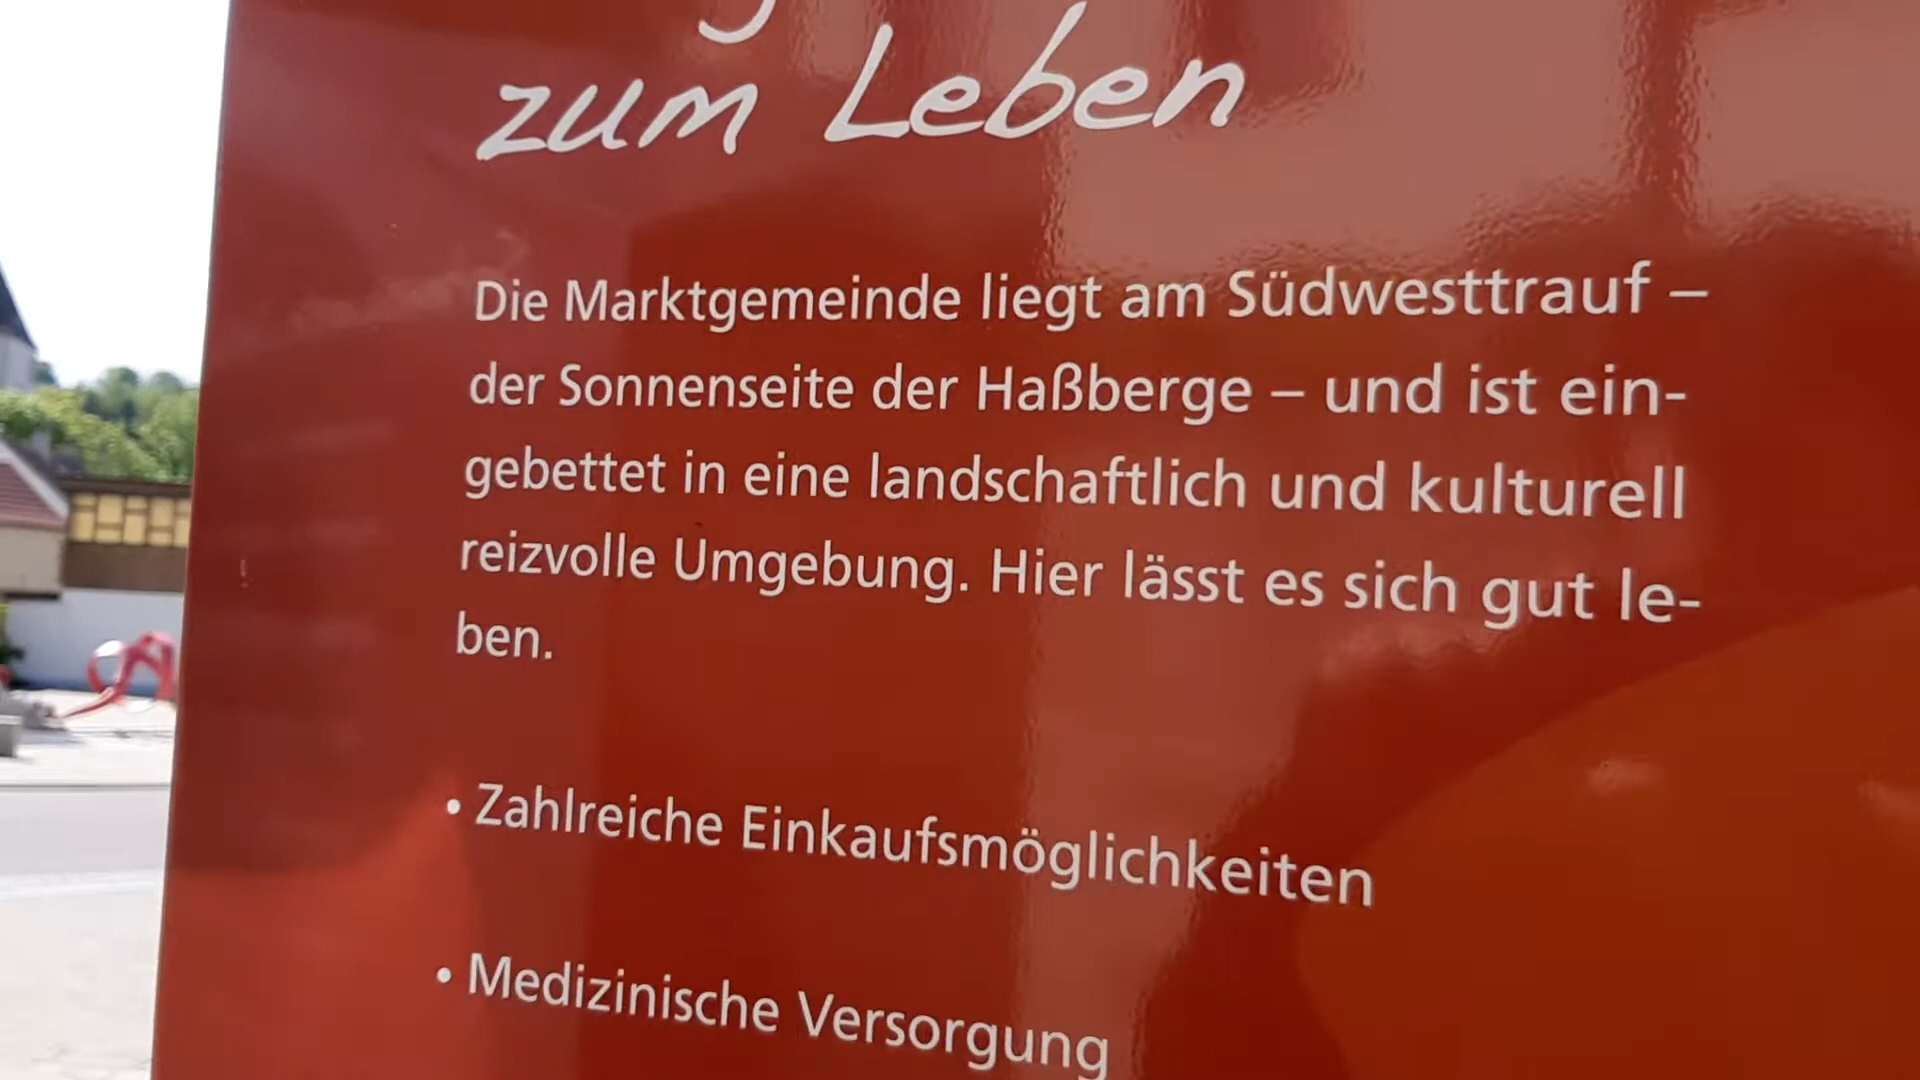 zum Leben
Die Marktgemeinde liegt am Südwesttrauf –
der Sonnenseite der Haßberge – und ist ein-
gebettet in eine landschaftlich und kulturell
reizvolle Umgebung. Hier lässt es sich gut le-
ben.
• Zahlreiche Einkaufsmöglichkeiten
• Medizinische Versorgung